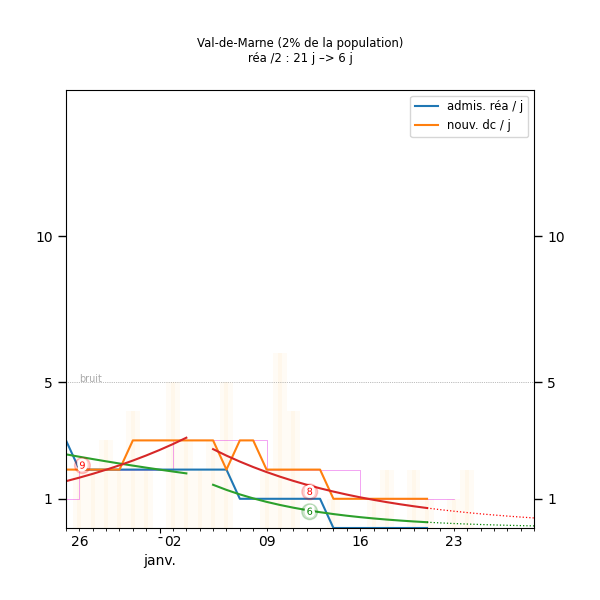 Val-de-Marne (2% de la population)
réa /2 : 21 j −> 6 j
admis. réa / j
nouv. dc / j
10
10
bruit
5
5
9
8
6
1
1
26
02
09
16
23
janv.